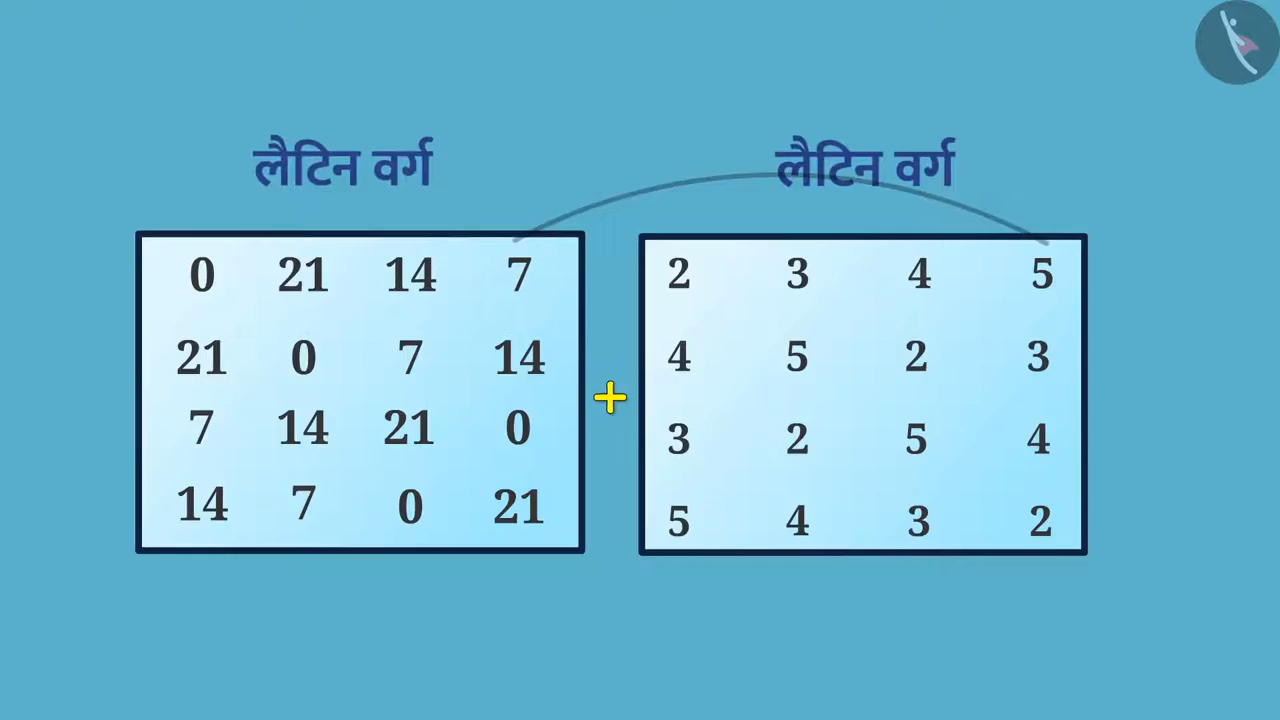 लैटिन वर्ग लैटिन वर्ग
0 21 14 7 2 3 4 5
21 0 7 14 4 5 2 3
+
7 14 21 0 3 2 5 4
14 7 0 21 5 4 3 2